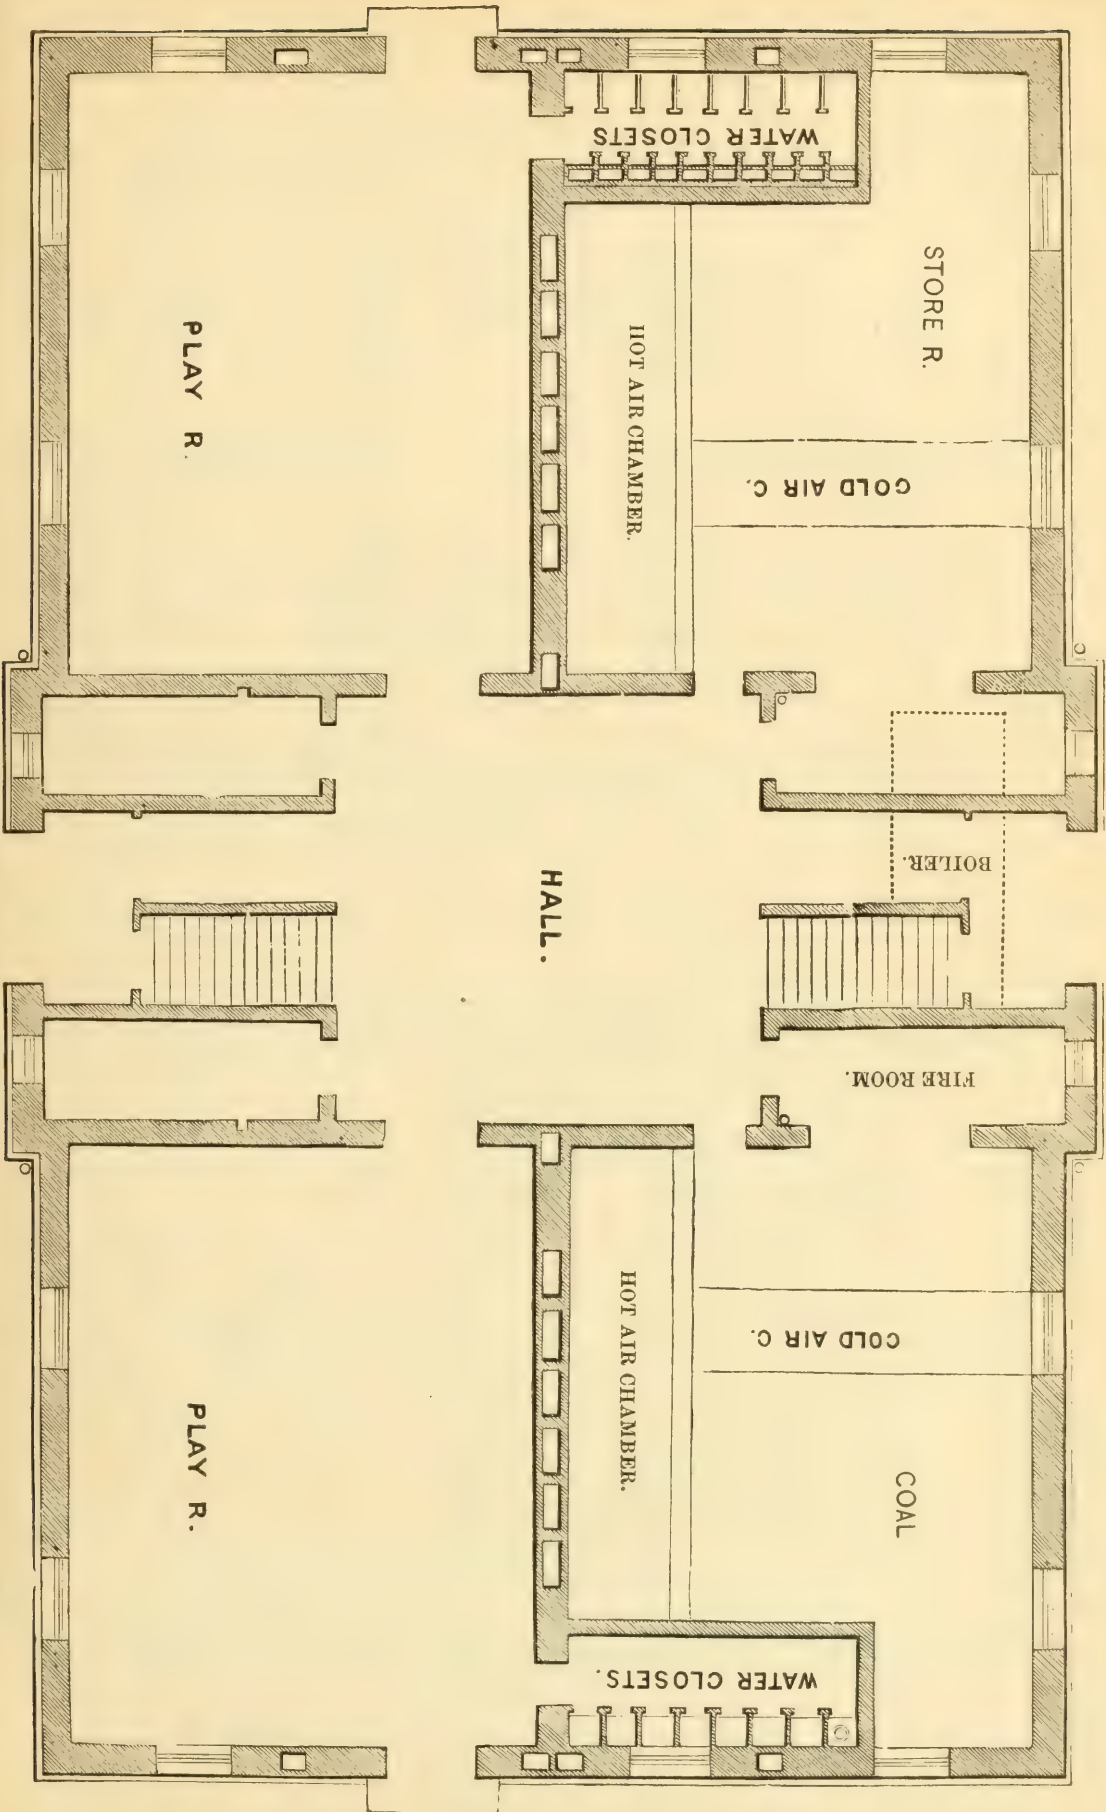 WATER CLOSETS
STORE R.
PLAY R.
HOT AIR CHAMBER.
COLD AIR C.
BOILER.
HALL.
FIRE ROOM.
HOT AIR CHAMBER.
COLD AIR C.
PLAY R.
COAL
WATER CLOSETS.